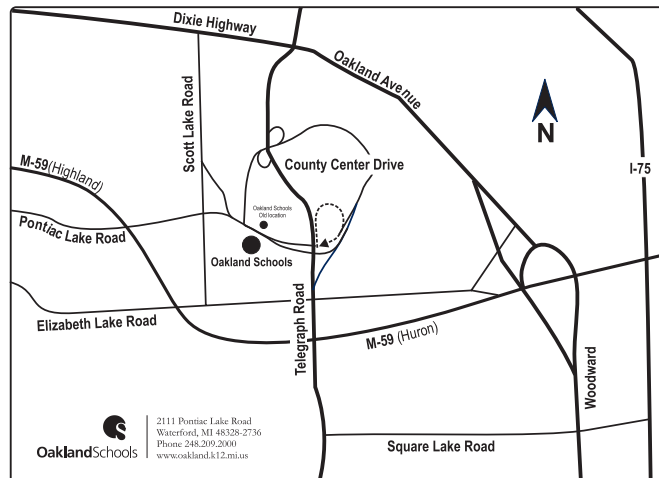 Dixie Highway
Oakland Avenue
Scott Lake Road
N
M-59 (Highland)
County Center Drive
I-75
Oakland Schools
Old location
Pontiac Lake Road
Oakland Schools
Elizabeth Lake Road
Telegraph Road
M-59 (Huron)
Woodward
Square Lake Road
S
OaklandSchools
2111 Pontiac Lake Road
Waterford, MI 48328-2736
Phone 248.209.2000
www.oakland.k12.mi.us